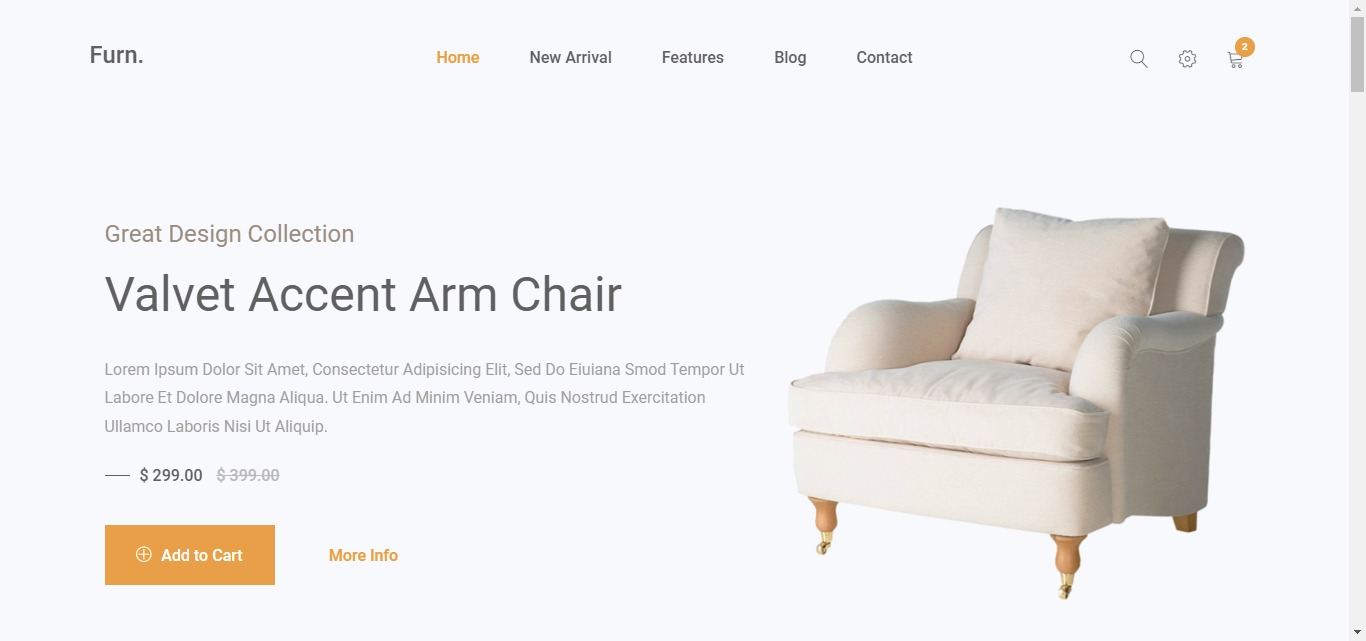 Furn.
Home New Arrival Features Blog Contact
2
Great Design Collection
Valvet Accent Arm Chair
Lorem Ipsum Dolor Sit Amet, Consectetur Adipisicing Elit, Sed Do Eiuiana Smod Tempor Ut
Labore Et Dolore Magna Aliqua. Ut Enim Ad Minim Veniam, Quis Nostrud Exercitation
Ullamco Laboris Nisi Ut Aliquip.
$ 299.00 $ 399.00
Add to Cart
More Info